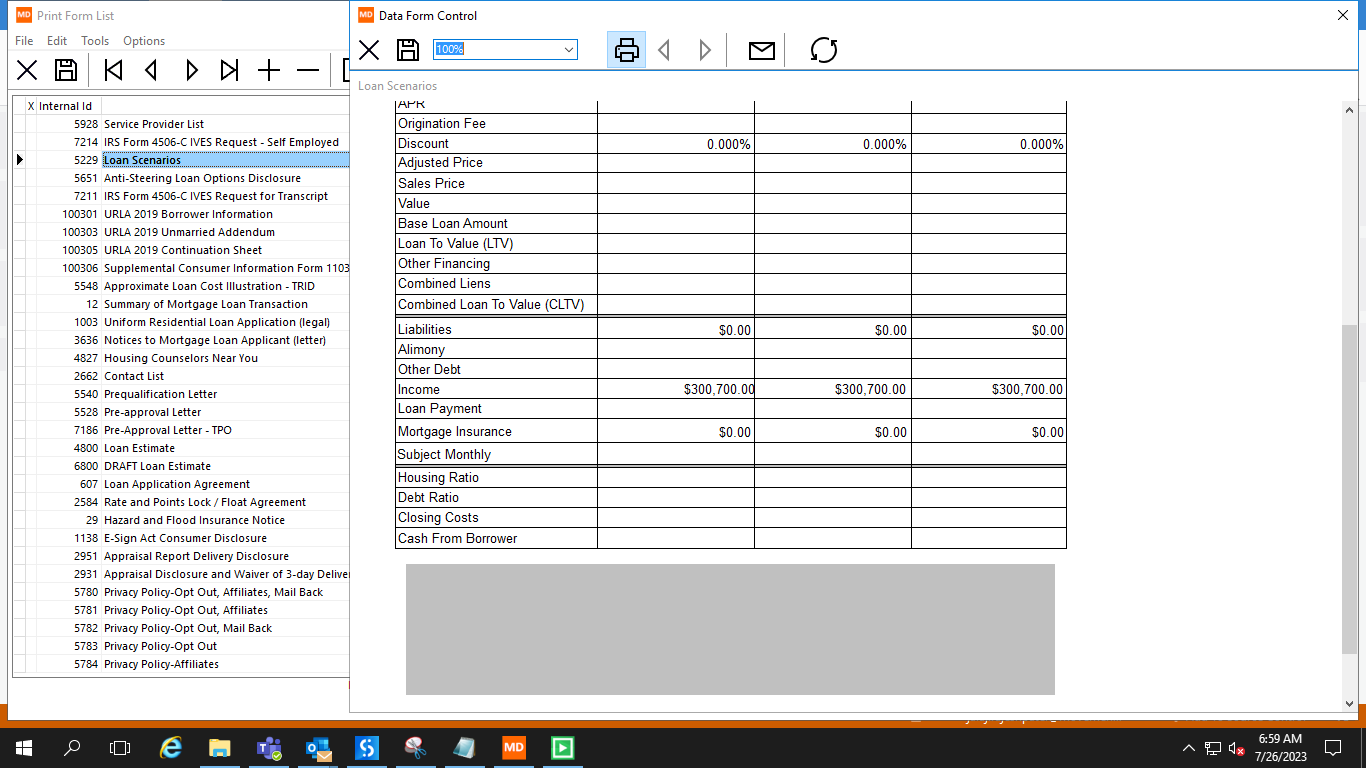 MD Print Form List
File Edit Tools Options
X Internal Id
5928 Service Provider List
7214 IRS Form 4506-C IVES Request - Self Employed
5229 Loan Scenarios
5651 Anti-Steering Loan Options Disclosure
7211 IRS Form 4506-C IVES Request for Transcript
100301 URLA 2019 Borrower Information
100303 URLA 2019 Unmarried Addendum
100305 URLA 2019 Continuation Sheet
100306 Supplemental Consumer Information Form 1103
5548 Approximate Loan Cost Illustration - TRID
12 Summary of Mortgage Loan Transaction
1003 Uniform Residential Loan Application (legal)
3636 Notices to Mortgage Loan Applicant (letter)
4827 Housing Counselors Near You
2662 Contact List
5540 Prequalification Letter
5528 Pre-approval Letter
7186 Pre-Approval Letter - TPO
4800 Loan Estimate
6800 DRAFT Loan Estimate
607 Loan Application Agreement
2584 Rate and Points Lock / Float Agreement
29 Hazard and Flood Insurance Notice
1138 E-Sign Act Consumer Disclosure
2951 Appraisal Report Delivery Disclosure
2931 Appraisal Disclosure and Waiver of 3-day Delive
5780 Privacy Policy-Opt Out, Affiliates, Mail Back
5781 Privacy Policy-Opt Out, Affiliates
5782 Privacy Policy-Opt Out, Mail Back
5783 Privacy Policy-Opt Out
5784 Privacy Policy-Affiliates
MD Data Form Control
100%
Loan Scenarios
APR
Origination Fee
Discount 0.000% 0.000% 0.000%
Adjusted Price
Sales Price
Value
Base Loan Amount
Loan To Value (LTV)
Other Financing
Combined Liens
Combined Loan To Value (CLTV)
Liabilities $0.00 $0.00 $0.00
Alimony
Other Debt
Income $300,700.00 $300,700.00 $300,700.00
Loan Payment
Mortgage Insurance $0.00 $0.00 $0.00
Subject Monthly
Housing Ratio
Debt Ratio
Closing Costs
Cash From Borrower
MD
6:59 AM
7/26/2023